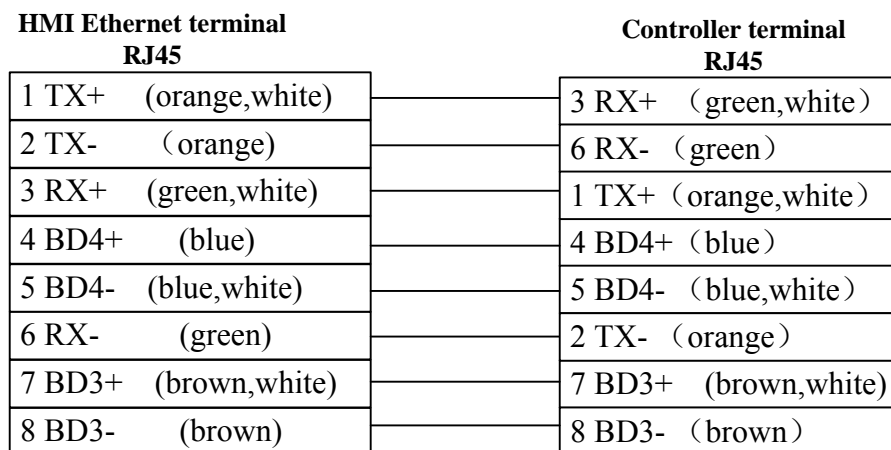 HMI Ethernet terminal
RJ45
1 TX+ (orange,white)
2 TX- （orange)
3 RX+ (green,white)
4 BD4+ (blue)
5 BD4- (blue,white)
6 RX- (green)
7 BD3+ (brown,white)
8 BD3- (brown)
Controller terminal
RJ45
3 RX+ （green,white）
6 RX- （green）
1 TX+（orange,white）
4 BD4+（blue）
5 BD4- （blue,white）
2 TX- （orange）
7 BD3+ （brown,white)
8 BD3- （brown）